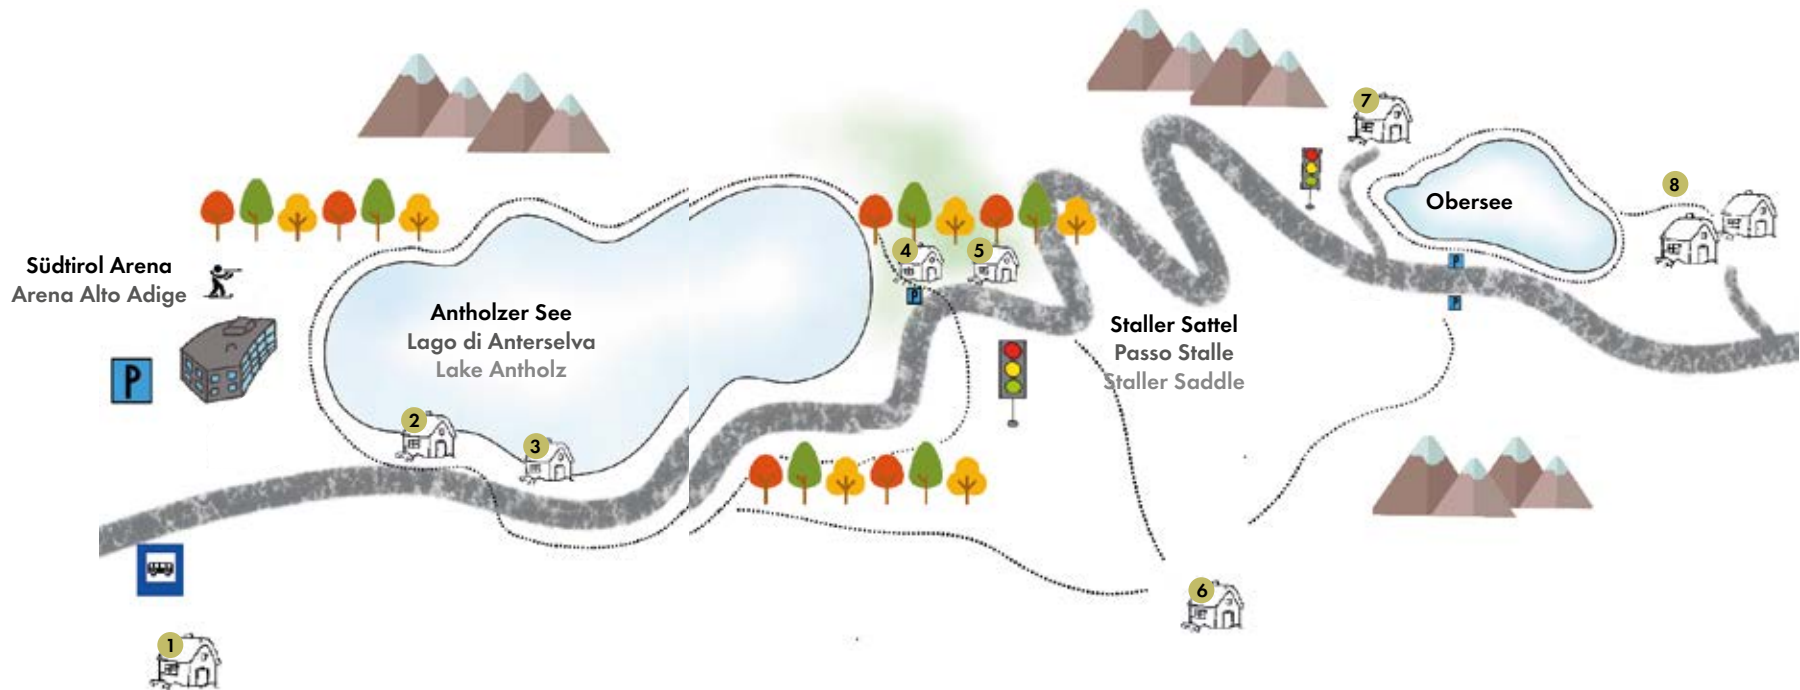 Südtirol Arena
Arena Alto Adige
P
Antholzer See
Lago di Anterselva
Lake Antholz
1
2
3
4
5
P
Staller Sattel
Passo Stalle
Staller Saddle
6
7
Obersee
8
P
P